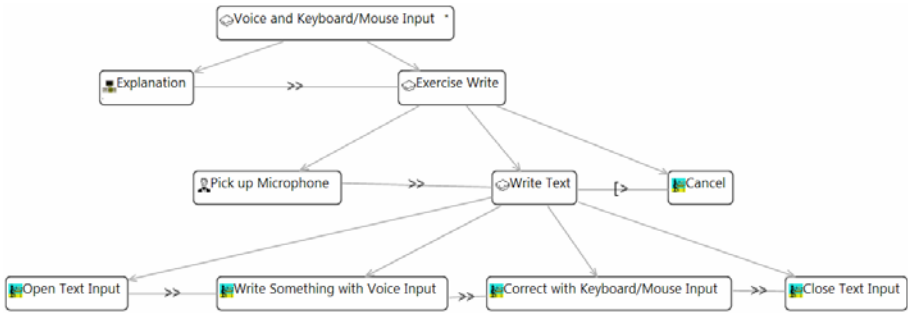 Voice and Keyboard/Mouse Input *
Explanation
>>
Exercise Write
Pick up Microphone
>>
Write Text
[>
Cancel
Open Text Input
>>
Write Something with Voice Input
>>
Correct with Keyboard/Mouse Input
>>
Close Text Input